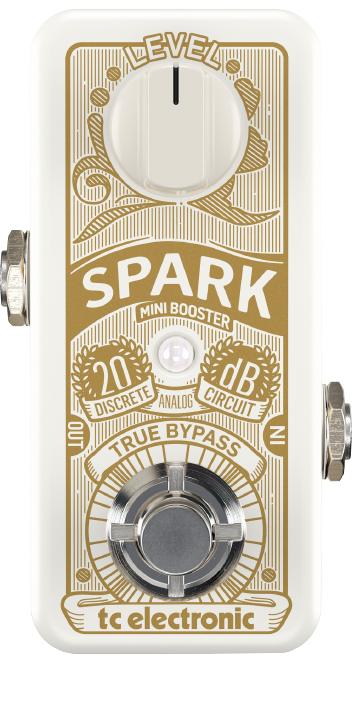 LEVEL
SPARK
MINI BOOSTER
20 dB
DISCRETE ANALOG CIRCUIT
OUT IN
TRUE BYPASS
tc electronic